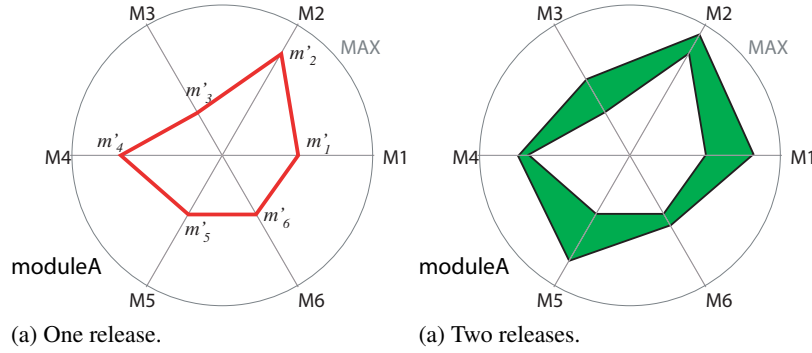 M3
M2
MAX
m'2
m'3
m'4
m'1
M4
M1
m'5
m'6
moduleA
M5
M6
(a) One release.
M3
M2
MAX
M4
M1
moduleA
M5
M6
(a) Two releases.